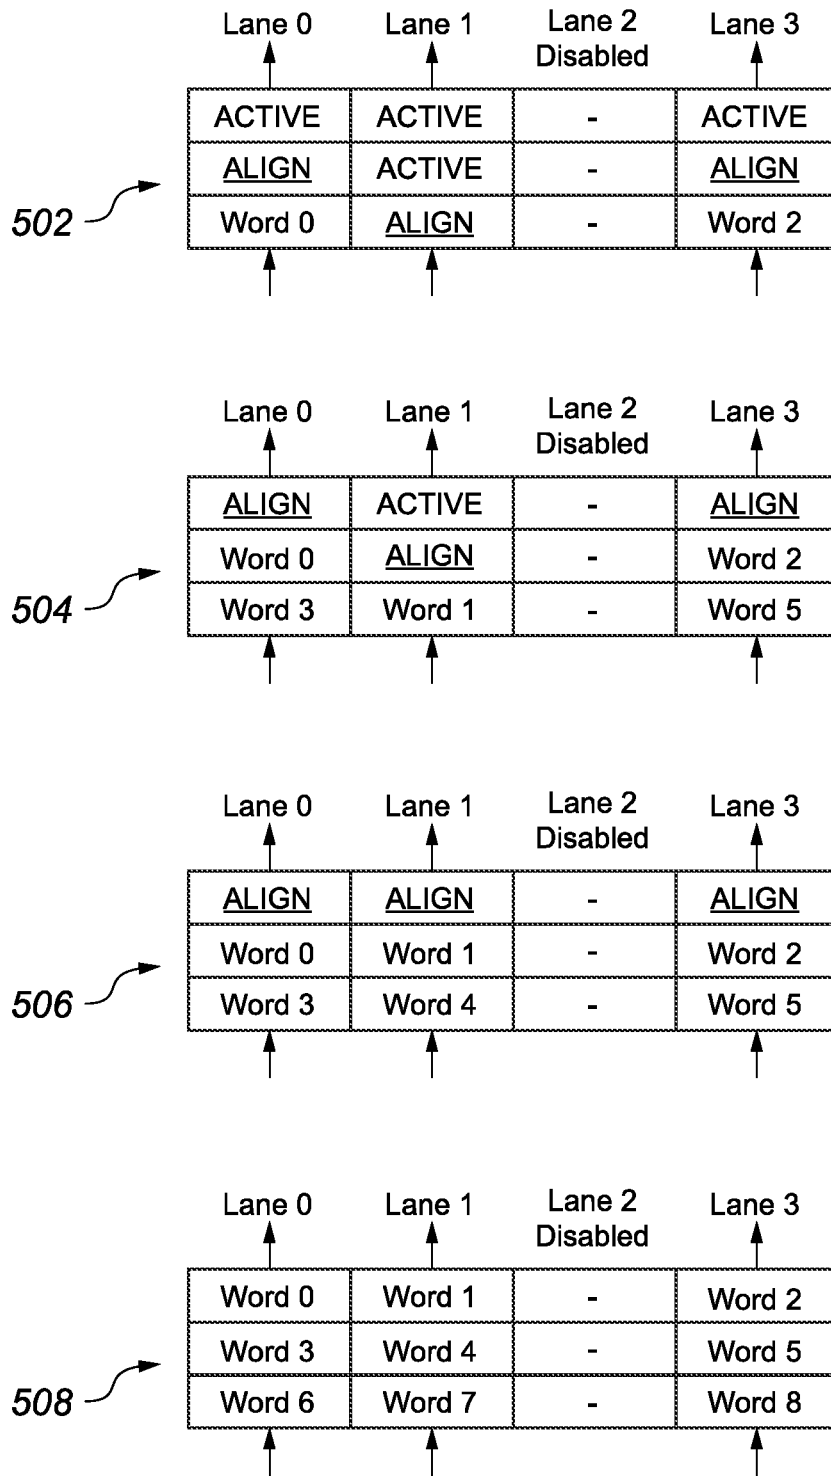 Lane 0 Lane 1 Lane 2 Disabled Lane 3
ACTIVE ACTIVE - ACTIVE
ALIGN ACTIVE - ALIGN
502
Word 0 ALIGN - Word 2
Lane 0 Lane 1 Lane 2 Disabled Lane 3
ALIGN ACTIVE - ALIGN
Word 0 ALIGN - Word 2
504
Word 3 Word 1 - Word 5
Lane 0 Lane 1 Lane 2 Disabled Lane 3
ALIGN ALIGN - ALIGN
Word 0 Word 1 - Word 2
506
Word 3 Word 4 - Word 5
Lane 0 Lane 1 Lane 2 Disabled Lane 3
Word 0 Word 1 - Word 2
Word 3 Word 4 - Word 5
508
Word 6 Word 7 - Word 8